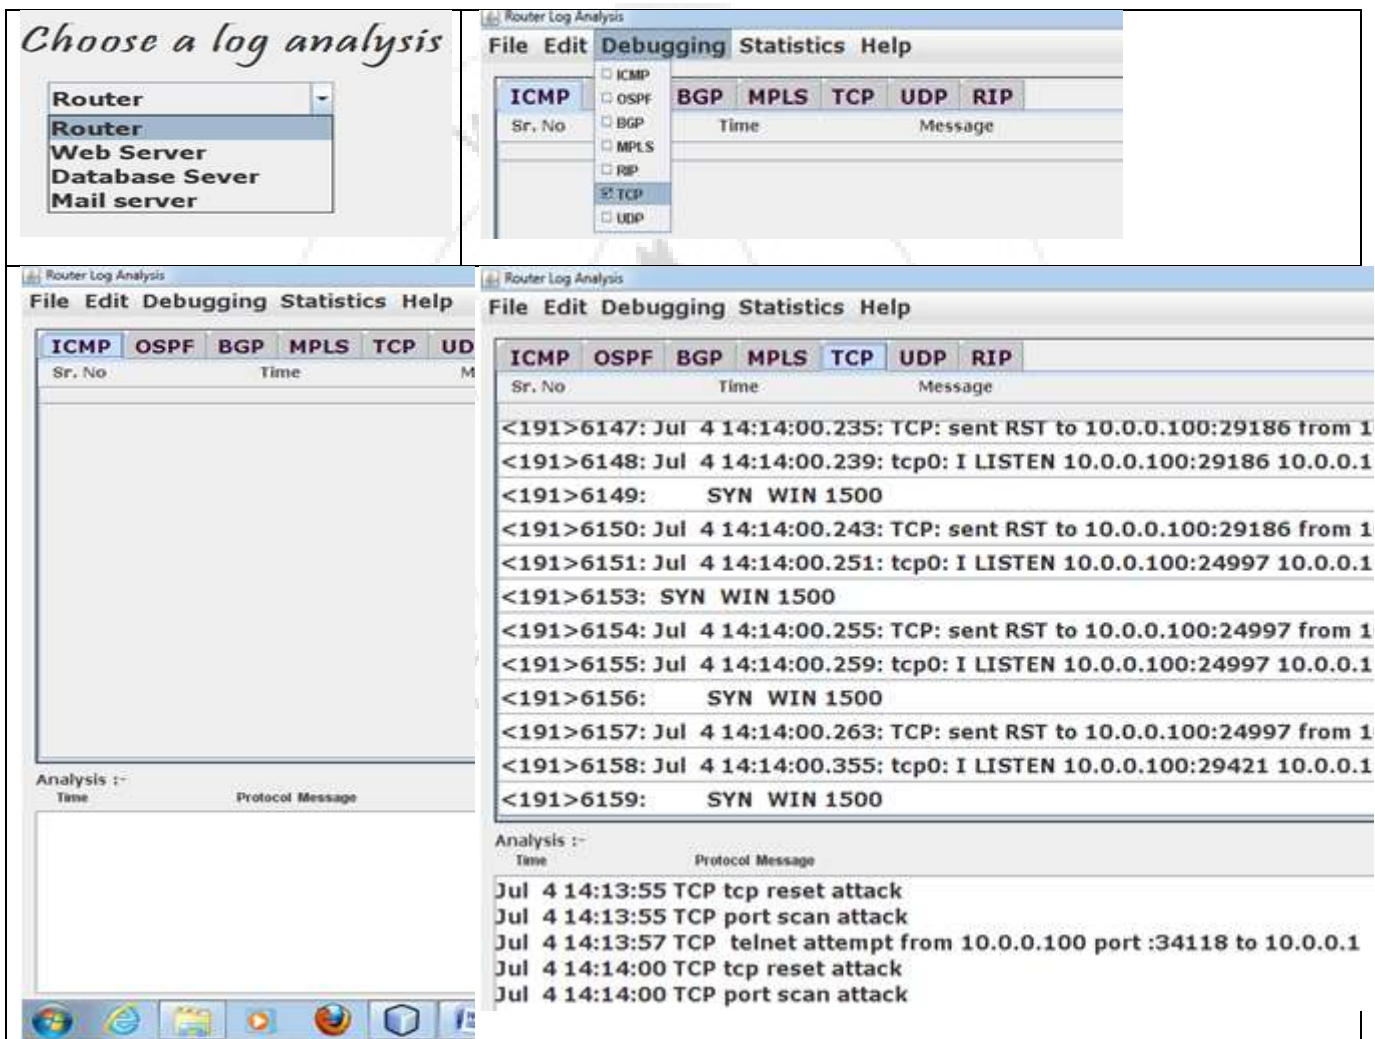 Choose a log analysis
Router
Router
Web Server
Database Sever
Mail server
Router Log Analysis
File Edit Debugging Statistics Help
ICMP
OSPF
BGP
MPLS
RIP
TCP
UDP
ICMP BGP MPLS TCP UDP RIP
Sr. No Time Message
Router Log Analysis
File Edit Debugging Statistics Help
ICMP OSPF BGP MPLS TCP UD
Sr. No Time M
Analysis :-
Time Protocol Message
Router Log Analysis
File Edit Debugging Statistics Help
ICMP OSPF BGP MPLS TCP UDP RIP
Sr. No Time Message
<191>6147: Jul 4 14:14:00.235: TCP: sent RST to 10.0.0.100:29186 from 1
<191>6148: Jul 4 14:14:00.239: tcp0: I LISTEN 10.0.0.100:29186 10.0.0.1
<191>6149: SYN WIN 1500
<191>6150: Jul 4 14:14:00.243: TCP: sent RST to 10.0.0.100:29186 from 1
<191>6151: Jul 4 14:14:00.251: tcp0: I LISTEN 10.0.0.100:24997 10.0.0.1
<191>6153: SYN WIN 1500
<191>6154: Jul 4 14:14:00.255: TCP: sent RST to 10.0.0.100:24997 from 1
<191>6155: Jul 4 14:14:00.259: tcp0: I LISTEN 10.0.0.100:24997 10.0.0.1
<191>6156: SYN WIN 1500
<191>6157: Jul 4 14:14:00.263: TCP: sent RST to 10.0.0.100:24997 from 1
<191>6158: Jul 4 14:14:00.355: tcp0: I LISTEN 10.0.0.100:29421 10.0.0.1
<191>6159: SYN WIN 1500
Analysis :-
Time Protocol Message
Jul 4 14:13:55 TCP tcp reset attack
Jul 4 14:13:55 TCP port scan attack
Jul 4 14:13:57 TCP telnet attempt from 10.0.0.100 port :34118 to 10.0.0.1
Jul 4 14:14:00 TCP tcp reset attack
Jul 4 14:14:00 TCP port scan attack